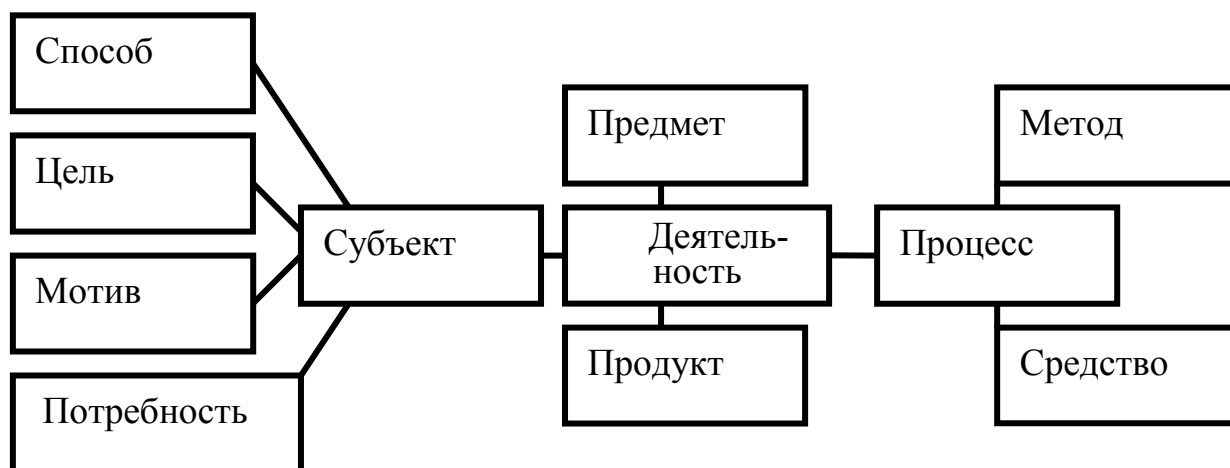 Способ
Цель
Мотив
Потребность
Субъект
Предмет
Деятель-
ность
Продукт
Метод
Процесс
Средство